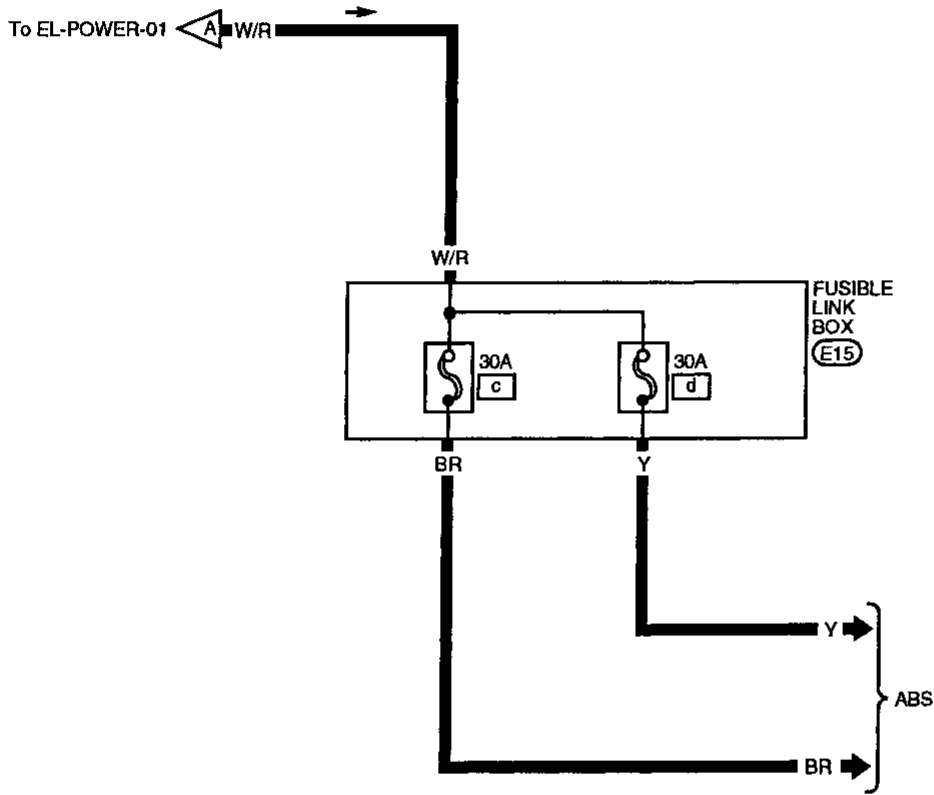 To EL-POWER-01
A
W/R
W/R
FUSIBLE
LINK
BOX
E15
30A
c
30A
d
BR
Y
Y
ABS
BR